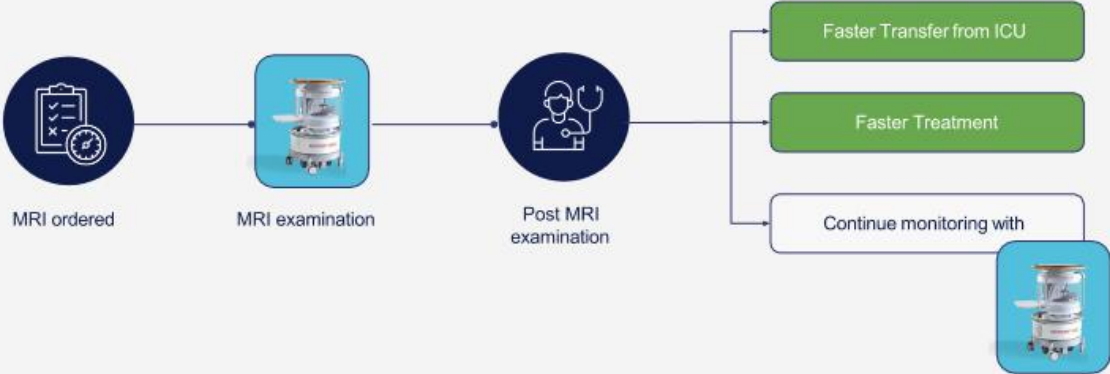 Faster Transfer from ICU
Faster Treatment
MRI ordered
MRI examination
Post MRI
examination
Continue monitoring with